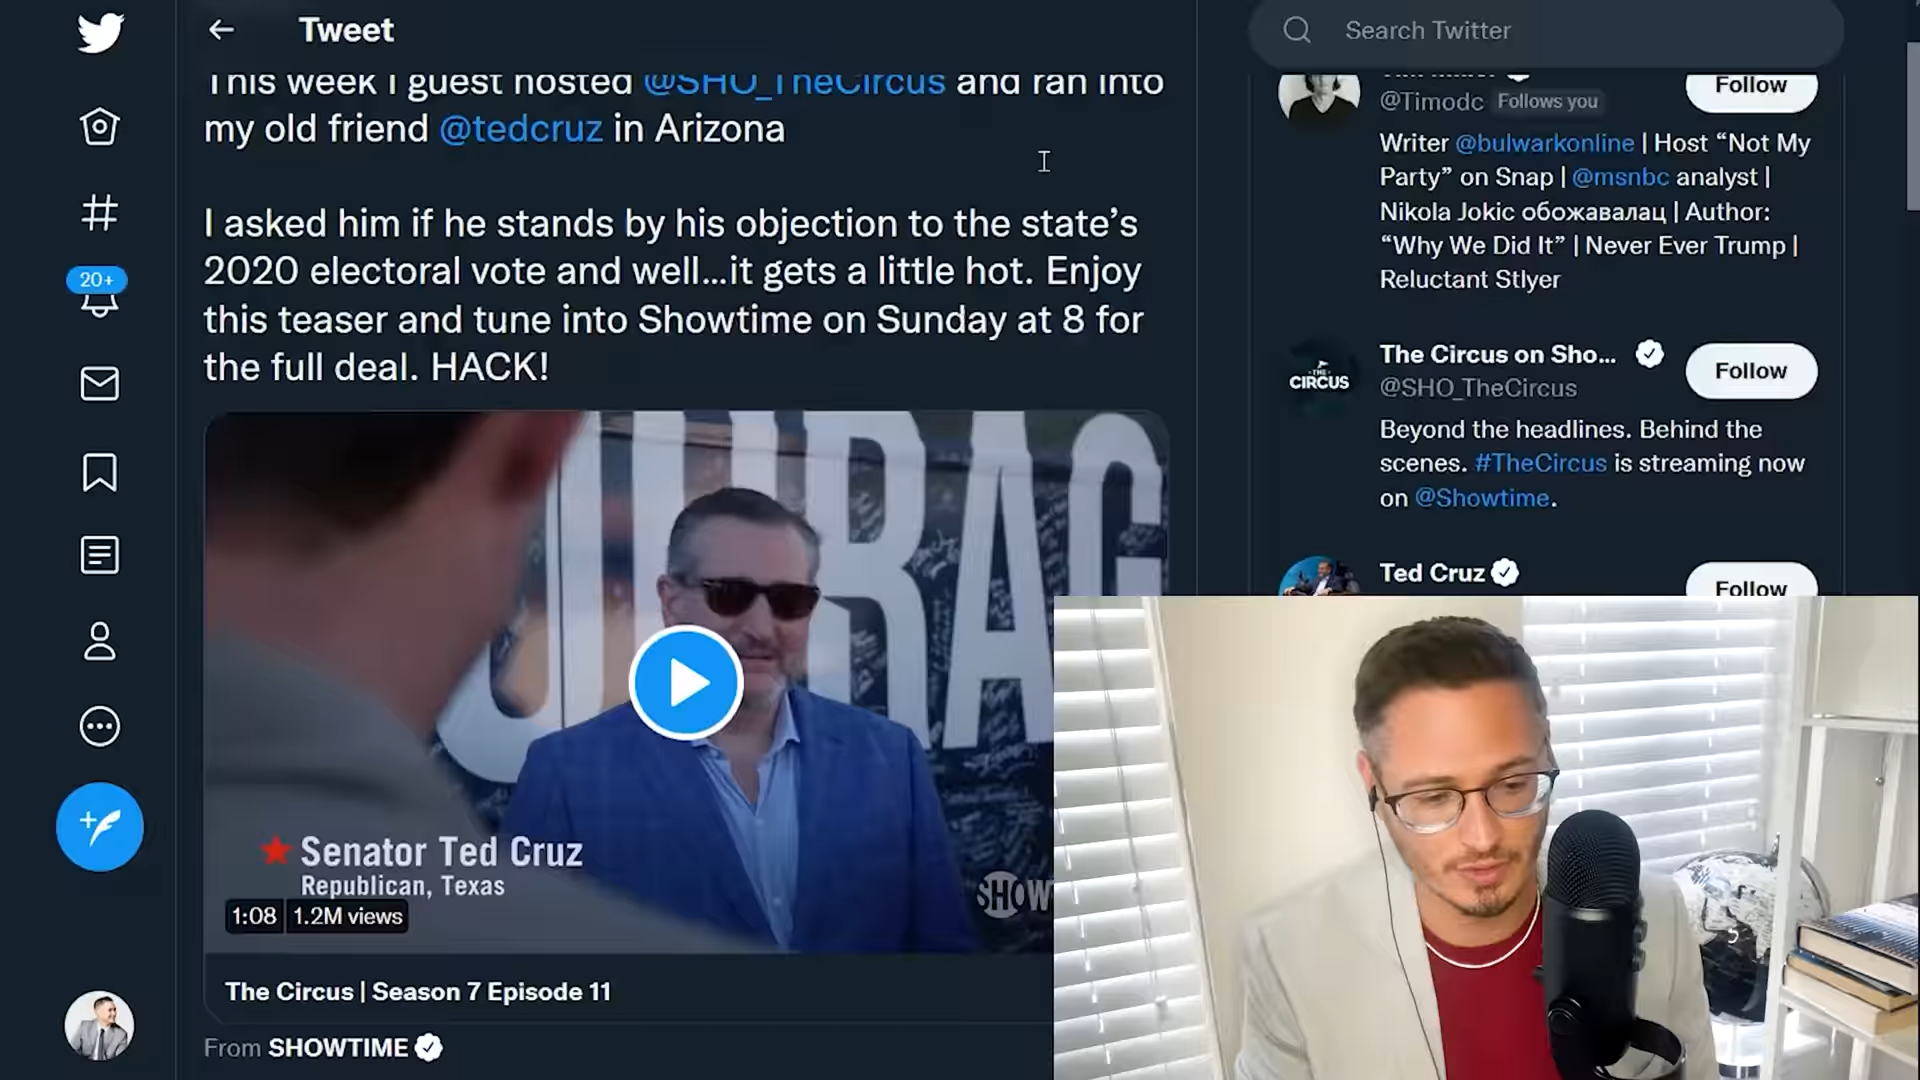 Tweet
This week I guest hosted @SHO_TheCircus and ran into
my old friend @tedcruz in Arizona
I asked him if he stands by his objection to the state’s
2020 electoral vote and well...it gets a little hot. Enjoy
this teaser and tune into Showtime on Sunday at 8 for
the full deal. HACK!
20+
Senator Ted Cruz
Republican, Texas
1:08
1.2M views
SHOW
The Circus | Season 7 Episode 11
From SHOWTIME
Search Twitter
@Timodc Follows you
Follow
Writer @bulwarkonline | Host “Not My
Party” on Snap | @msnbc analyst |
Nikola Jokic обожавалац | Author:
“Why We Did It” | Never Ever Trump |
Reluctant Stlyer
THE
CIRCUS
The Circus on Sho...
@SHO_TheCircus
Follow
Beyond the headlines. Behind the
scenes. #TheCircus is streaming now
on @Showtime.
Ted Cruz
Follow